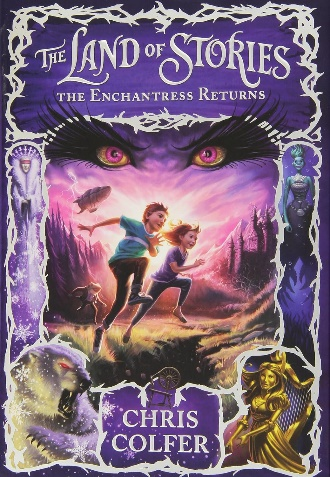 THE LAND OF STORIES
THE ENCHANTRESS RETURNS
CHRIS
COLFER